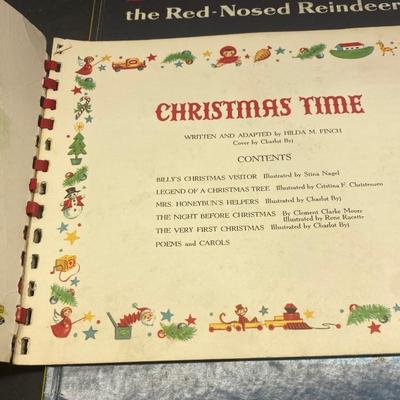 the Red-Nosed Reindeer
CHRISTMAS TIME
WRITTEN AND ADAPTED by HILDA M. FINCH
Cover by Charlot Byj
CONTENTS
BILLY'S CHRISTMAS VISITOR Illustrated by Stina Nagel
LEGEND OF A CHRISTMAS TREE Illustrated by Cristina F. Christensen
MRS. HONEYBUN'S HELPERS Illustrated by Charlot Byj
THE NIGHT BEFORE CHRISTMAS By Clement Clarke Moore
Illustrated by Rene Racette
THE VERY FIRST CHRISTMAS Illustrated by Charlot Byj
POEMS and CAROLS